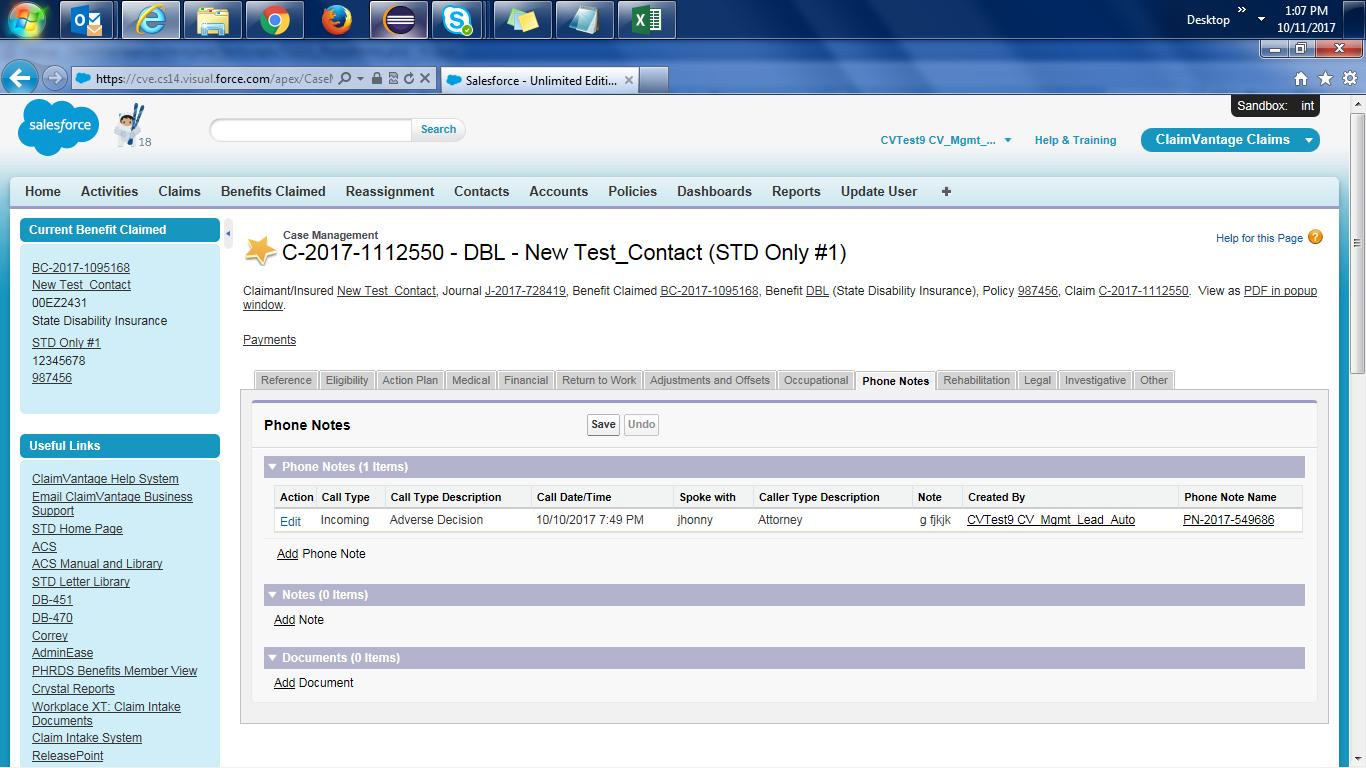 1:07 PM
Desktop
10/11/2017
https://cve.cs14.visual.force.com/apex/CaseM
Salesforce - Unlimited Editi...
Sandbox: int
salesforce
18
Search
CVTest9 CV_Mgmt_...
Help & Training
ClaimVantage Claims
Home Activities Claims Benefits Claimed Reassignment Contacts Accounts Policies Dashboards Reports Update User +
Current Benefit Claimed
BC-2017-1095168
New Test_Contact
00EZ2431
State Disability Insurance
STD Only #1
12345678
987456
Useful Links
ClaimVantage Help System
Email ClaimVantage Business
Support
STD Home Page
ACS
ACS Manual and Library
STD Letter Library
DB-451
DB-470
Correy
AdminEase
PHRDS Benefits Member View
Crystal Reports
Workplace XT: Claim Intake
Documents
Claim Intake System
ReleasePoint
Case Management
C-2017-1112550 - DBL - New Test_Contact (STD Only #1)
Help for this Page ?
Claimant/Insured New Test_Contact, Journal J-2017-728419, Benefit Claimed BC-2017-1095168, Benefit DBL (State Disability Insurance), Policy 987456, Claim C-2017-1112550. View as PDF in popup
window.
Payments
Reference Eligibility Action Plan Medical Financial Return to Work Adjustments and Offsets Occupational Phone Notes Rehabilitation Legal Investigative Other
Phone Notes
Save Undo
Phone Notes (1 Items)
Action Call Type Call Type Description Call Date/Time Spoke with Caller Type Description Note Created By Phone Note Name
Edit Incoming Adverse Decision 10/10/2017 7:49 PM jhonny Attorney g fjkjk CVTest9 CV_Mgmt_Lead_Auto PN-2017-549686
Add Phone Note
Notes (0 Items)
Add Note
Documents (0 Items)
Add Document